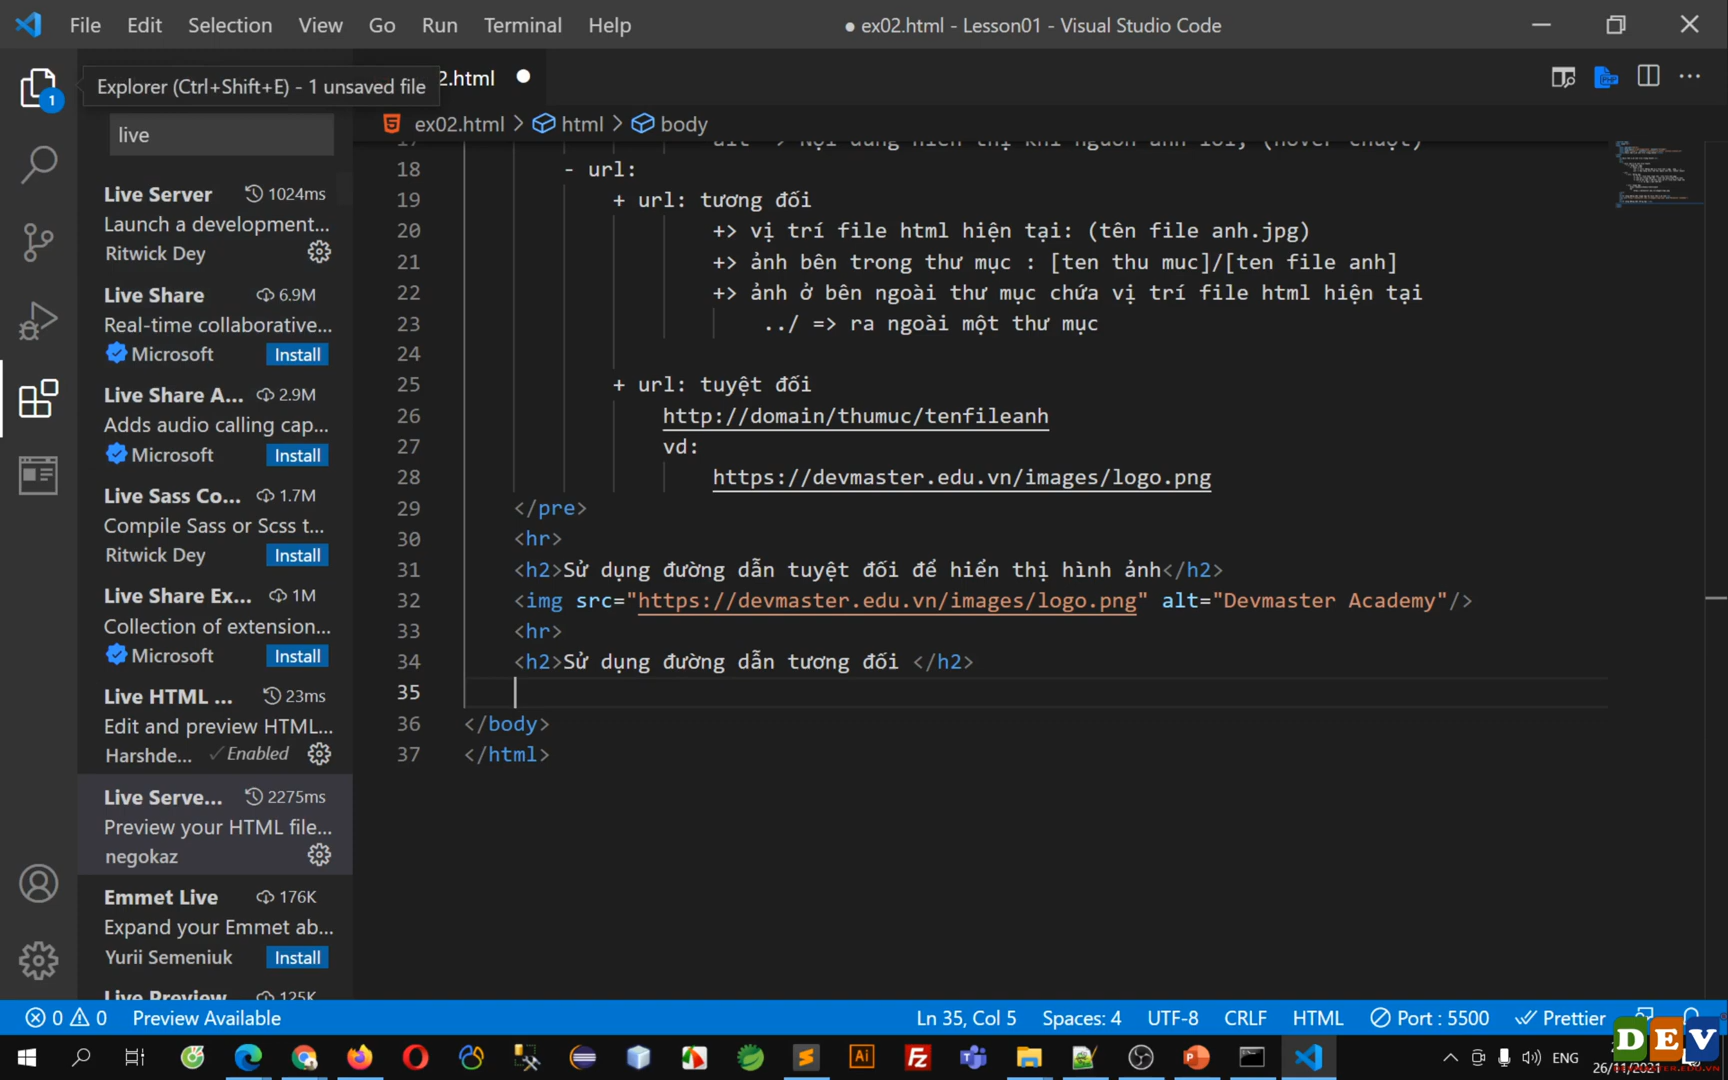 File Edit Selection View Go Run Terminal Help
● ex02.html - Lesson01 - Visual Studio Code
Explorer (Ctrl+Shift+E) - 1 unsaved file
2.html
1
live
ex02.html > html > body
Live Server 1024ms
Launch a development...
Ritwick Dey
Live Share 6.9M
Real-time collaborative...
Microsoft Install
Live Share A... 2.9M
Adds audio calling cap...
Microsoft Install
Live Sass Co... 1.7M
Compile Sass or Scss t...
Ritwick Dey Install
Live Share Ex... 1M
Collection of extension...
Microsoft Install
Live HTML ... 23ms
Edit and preview HTML...
Harshde... ✓Enabled
Live Serve... 2275ms
Preview your HTML file...
negokaz
Emmet Live 176K
Expand your Emmet ab...
Yurii Semeniuk Install
Live Preview 125K
18 - url:
19 + url: tương đối
20 +> vị trí file html hiện tại: (tên file anh.jpg)
21 +> ảnh bên trong thư mục : [ten thu muc]/[ten file anh]
22 +> ảnh ở bên ngoài thư mục chứa vị trí file html hiện tại
23 ../ => ra ngoài một thư mục
24
25 + url: tuyệt đối
26 http://domain/thumuc/tenfileanh
27 vd:
28 https://devmaster.edu.vn/images/logo.png
29 </pre>
30 <hr>
31 <h2>Sử dụng đường dẫn tuyệt đối để hiển thị hình ảnh</h2>
32 <img src="https://devmaster.edu.vn/images/logo.png" alt="Devmaster Academy"/>
33 <hr>
34 <h2>Sử dụng đường dẫn tương đối </h2>
35
36 </body>
37 </html>
0 0 Preview Available
Ln 35, Col 5 Spaces: 4 UTF-8 CRLF HTML Port : 5500 Prettier
ENG
26/11/2021
DEV
DEVMASTER.EDU.VN